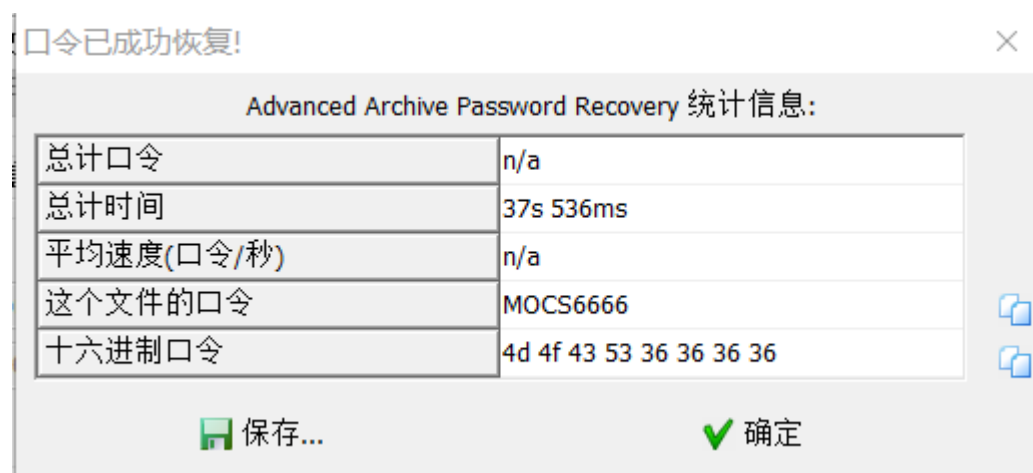 口令已成功恢复!
Advanced Archive Password Recovery 统计信息:
总计口令 n/a
总计时间 37s 536ms
平均速度(口令/秒) n/a
这个文件的口令 MOCS6666
十六进制口令 4d 4f 43 53 36 36 36 36
保存... 确定